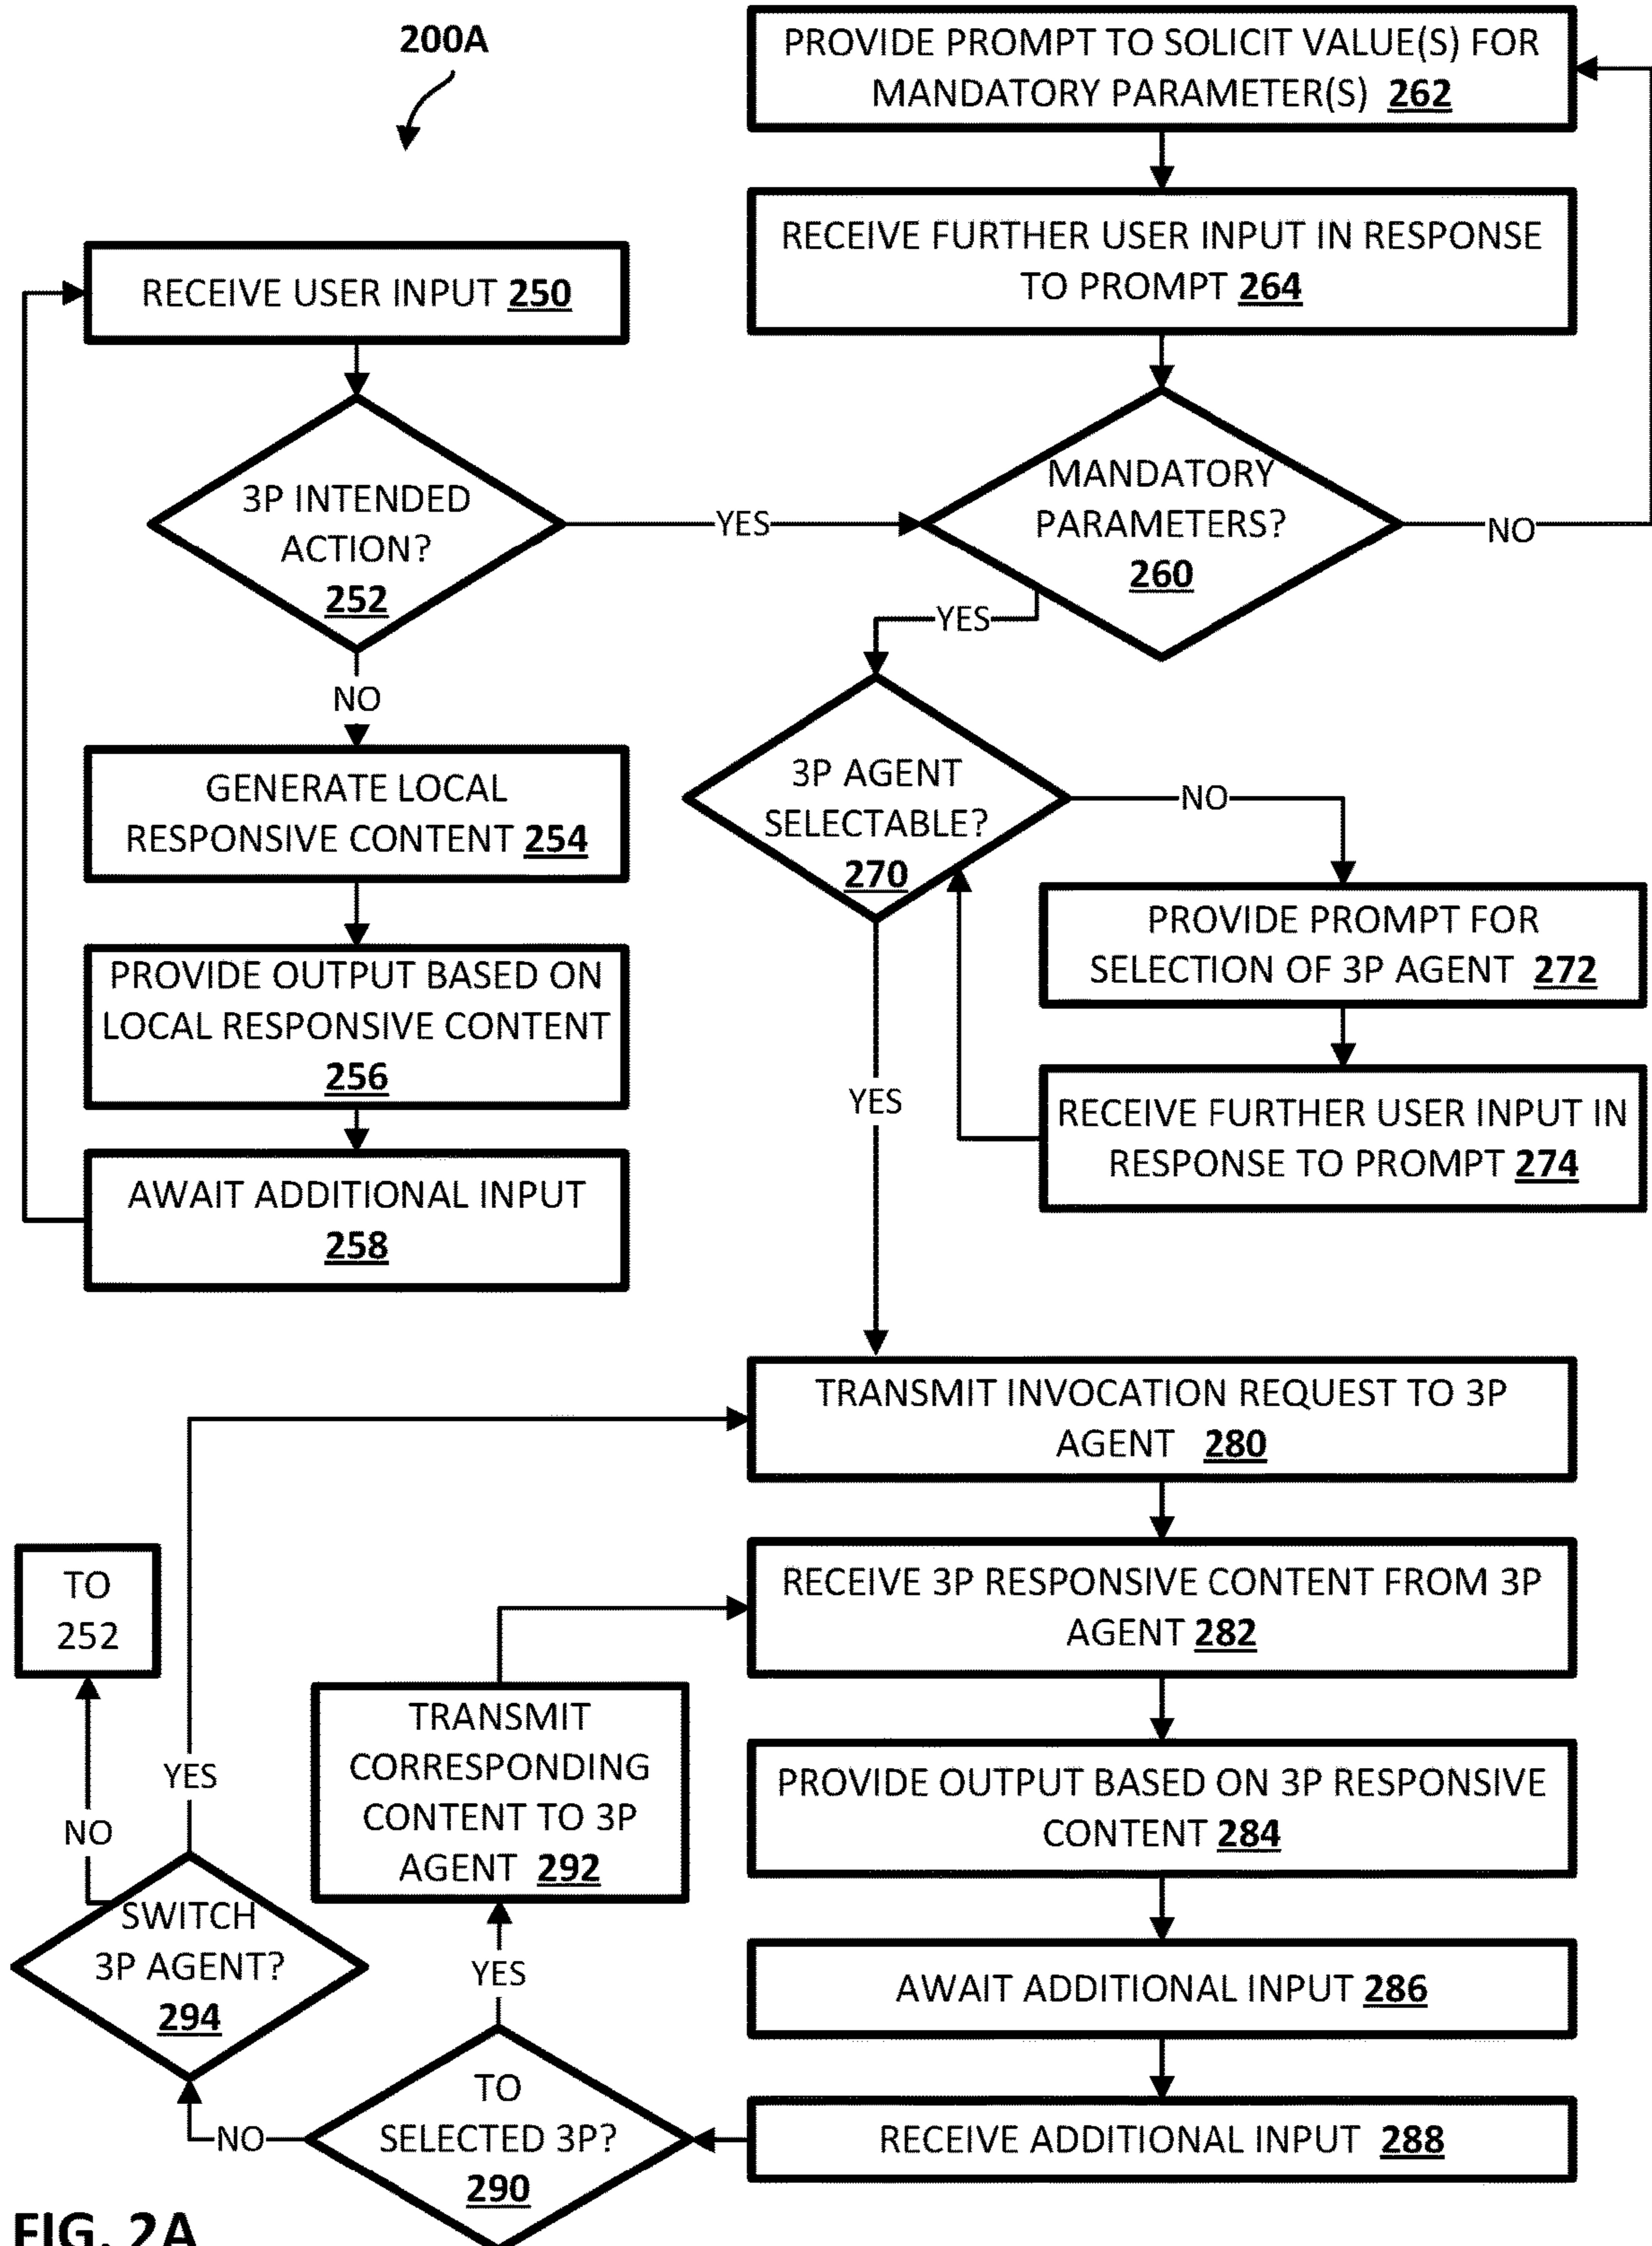 200A
PROVIDE PROMPT TO SOLICIT VALUE(S) FOR
MANDATORY PARAMETER(S) 262
RECEIVE FURTHER USER INPUT IN RESPONSE
TO PROMPT 264
RECEIVE USER INPUT 250
3P INTENDED
ACTION?
252
YES
MANDATORY
PARAMETERS?
260
NO
YES
NO
GENERATE LOCAL
RESPONSIVE CONTENT 254
3P AGENT
SELECTABLE?
270
NO
PROVIDE PROMPT FOR
SELECTION OF 3P AGENT 272
PROVIDE OUTPUT BASED ON
LOCAL RESPONSIVE CONTENT
256
YES
RECEIVE FURTHER USER INPUT IN
RESPONSE TO PROMPT 274
AWAIT ADDITIONAL INPUT
258
TRANSMIT INVOCATION REQUEST TO 3P
AGENT 280
TO
252
RECEIVE 3P RESPONSIVE CONTENT FROM 3P
AGENT 282
TRANSMIT
CORRESPONDING
CONTENT TO 3P
AGENT 292
YES
NO
PROVIDE OUTPUT BASED ON 3P RESPONSIVE
CONTENT 284
SWITCH
3P AGENT?
294
YES
AWAIT ADDITIONAL INPUT 286
TO
SELECTED 3P?
290
NO
RECEIVE ADDITIONAL INPUT 288
FIG. 2A